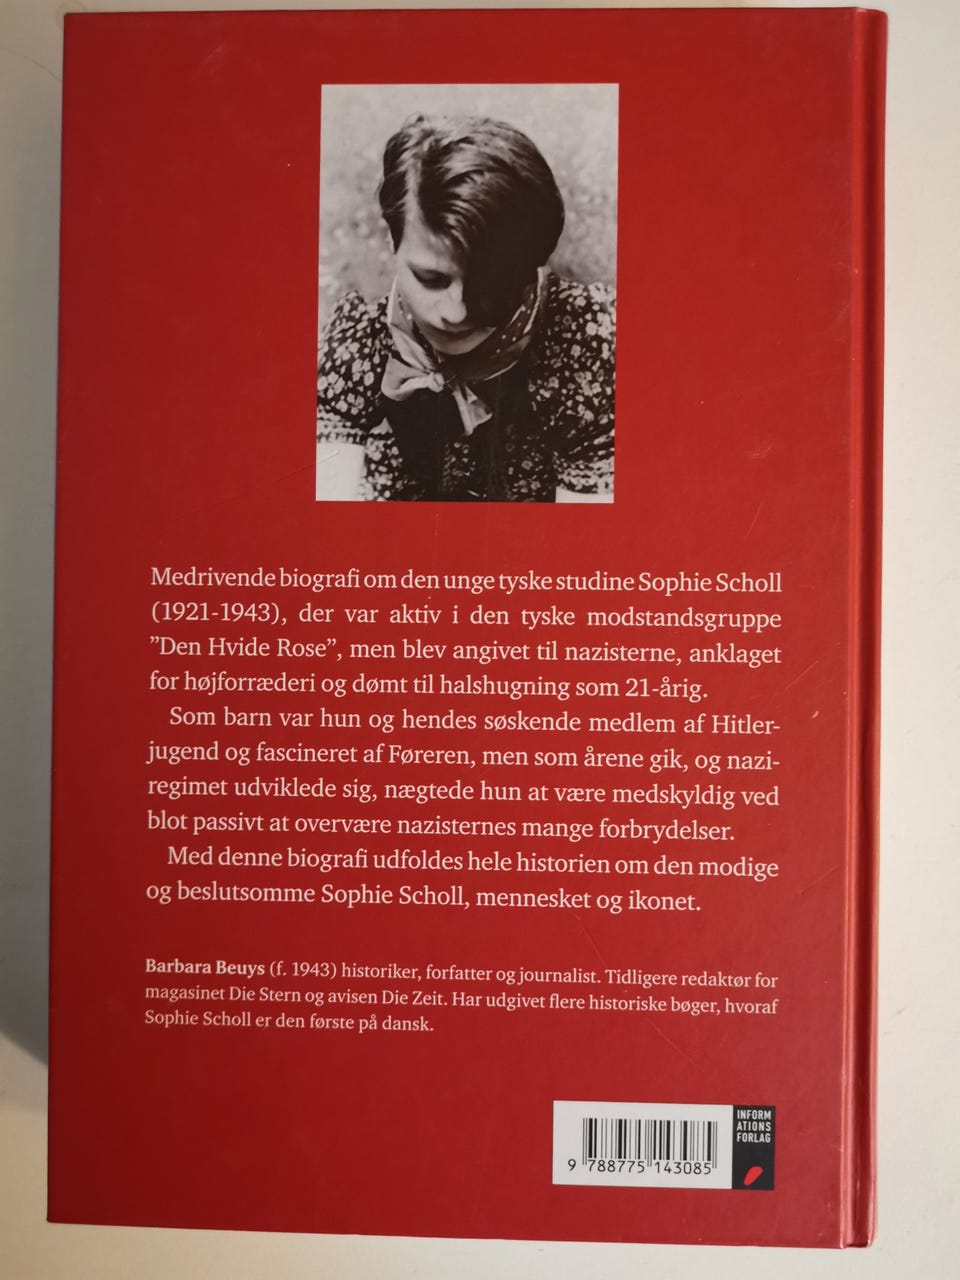 Medrivende biografi om den unge tyske studine Sophie Scholl
(1921-1943), der var aktiv i den tyske modstandsgruppe
”Den Hvide Rose”, men blev angivet til nazisterne, anklaget
for højforræderi og dømt til halshugning som 21-årig.
Som barn var hun og hendes søskende medlem af Hitler-
jugend og fascineret af Føreren, men som årene gik, og nazi-
regimet udviklede sig, nægtede hun at være medskyldig ved
blot passivt at overvære nazisternes mange forbrydelser.
Med denne biografi udfoldes hele historien om den modige
og beslutsomme Sophie Scholl, mennesket og ikonet.
Barbara Beuys (f. 1943) historiker, forfatter og journalist. Tidligere redaktør for
magasinet Die Stern og avisen Die Zeit. Har udgivet flere historiske bøger, hvoraf
Sophie Scholl er den første på dansk.
INFORM
ATIONS
FORLAG
9 788775 143085